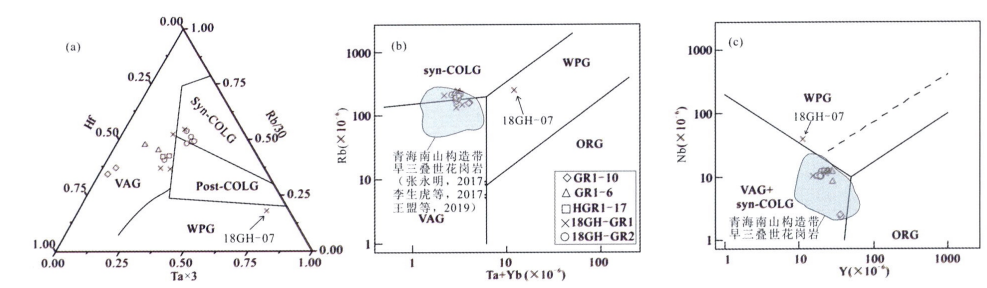 (a)
0.00
1.00
0.25
0.75
Syn-COLG
Hf
Rb/30
0.50
0.50
VAG
Post-COLG
0.75
0.25
WPG
18GH-07
1.00
0.00
0.00
0.25
0.50
0.75
1.00
Ta×3
(b)
1000
100
10
1
Rb(×10⁻⁶)
syn-COLG
WPG
18GH-07
ORG
青海南山构造带
早三叠世花岗岩
(张永明, 2017;
李生虎等, 2017;
王盟等, 2019)
VAG
GR1-10
GR1-6
HGR1-17
18GH-GR1
18GH-GR2
1
10
100
Ta+Yb(×10⁻⁶)
(c)
1000
100
10
1
Nb(×10⁻⁶)
WPG
18GH-07
VAG+
syn-COLG
青海南山构造带
早三叠世花岗岩
ORG
1
10
100
1000
Y(×10⁻⁶)